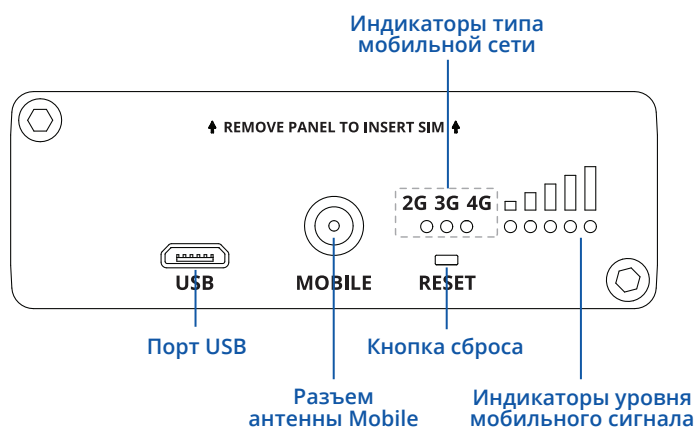 Индикаторы типа
мобильной сети
REMOVE PANEL TO INSERT SIM
2G 3G 4G
USB
MOBILE
RESET
Порт USB
Кнопка сброса
Разъем
антенны Mobile
Индикаторы уровня
мобильного сигнала